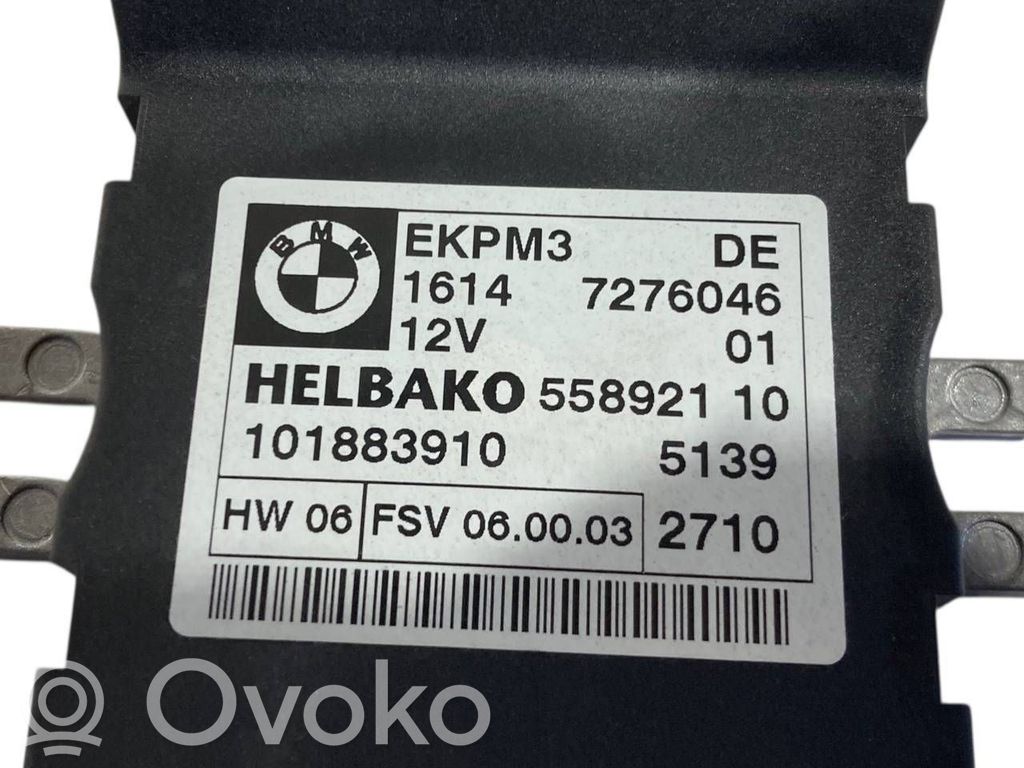 BMW
EKPM3 DE
1614 7276046
12V 01
HELBAKO 558921 10
101883910 5139
HW 06 FSV 06.00.03 2710
Ovoko